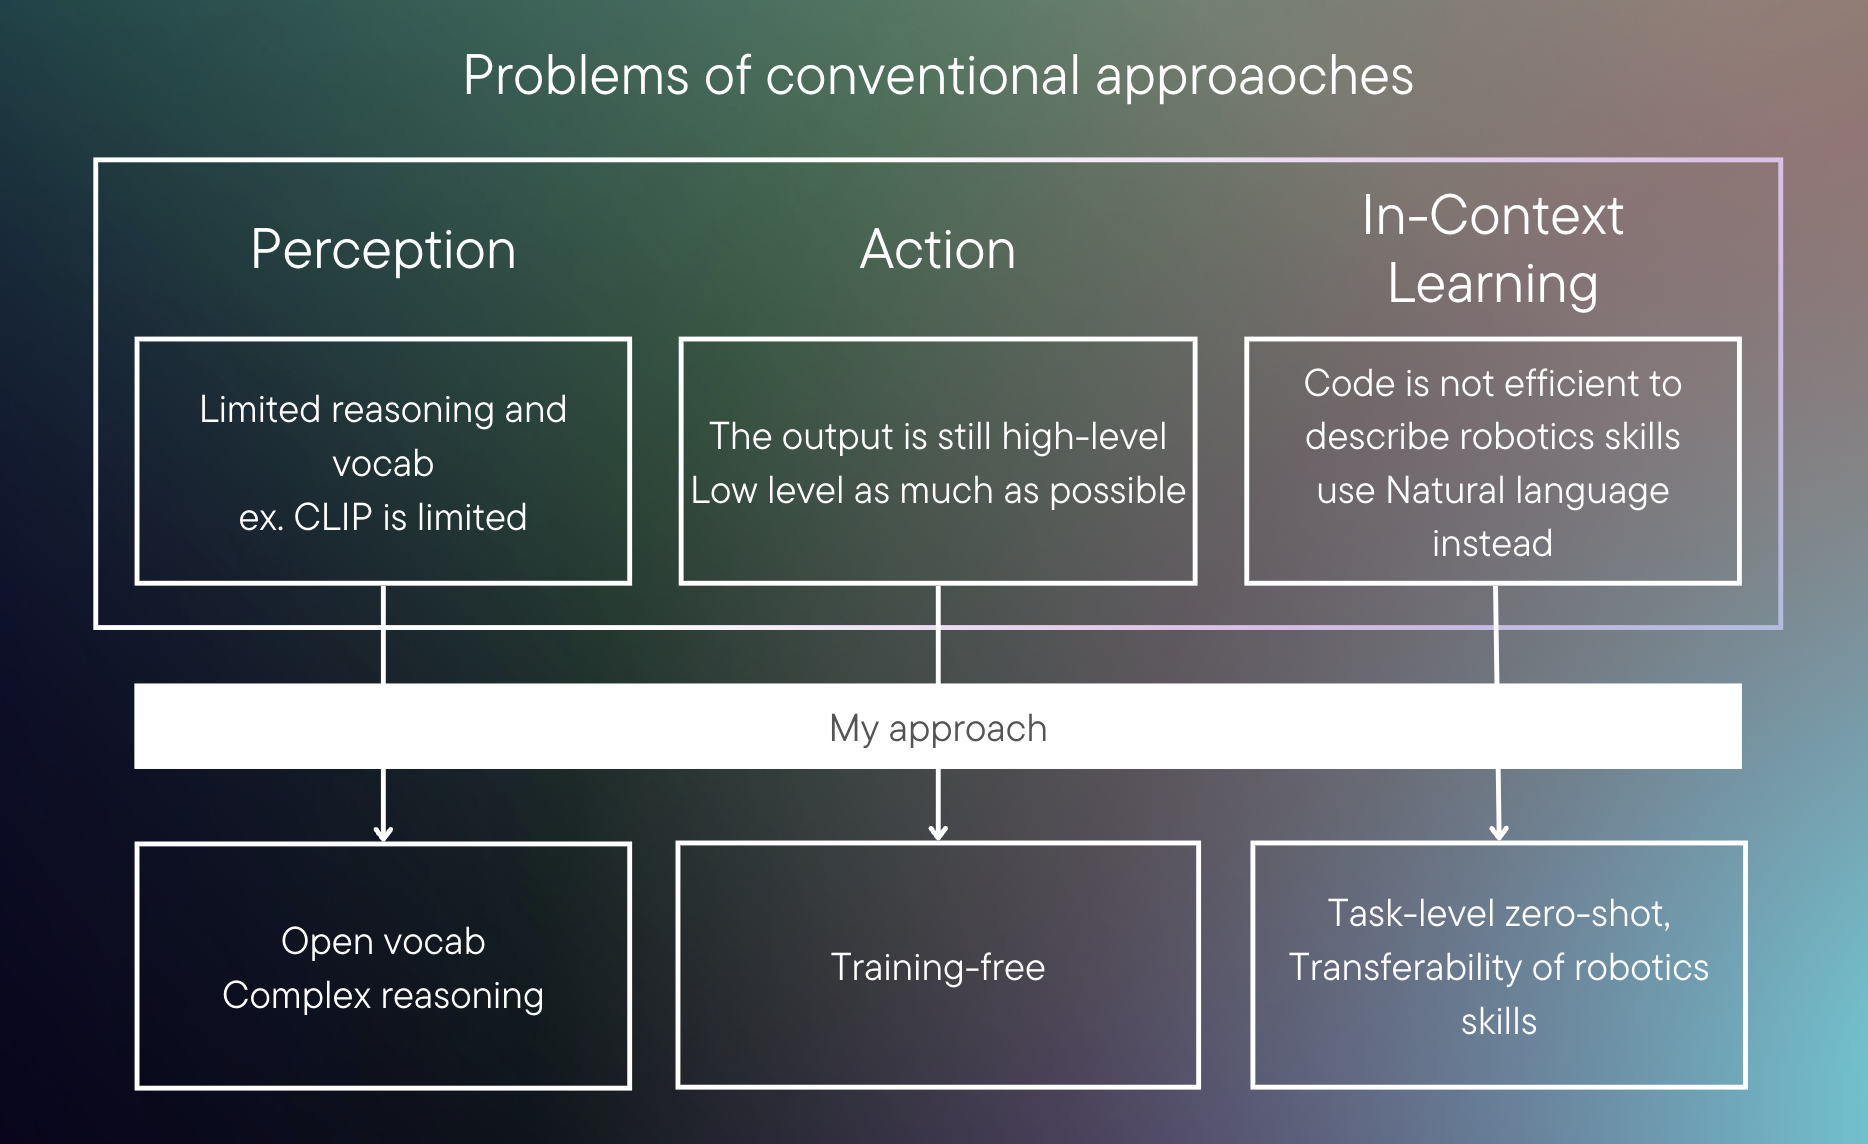 Problems of conventional approaoches
Perception
Action
In-Context
Learning
Limited reasoning and
vocab
ex. CLIP is limited
The output is still high-level
Low level as much as possible
Code is not efficient to
describe robotics skills
use Natural language
instead
My approach
Open vocab
Complex reasoning
Training-free
Task-level zero-shot,
Transferability of robotics
skills